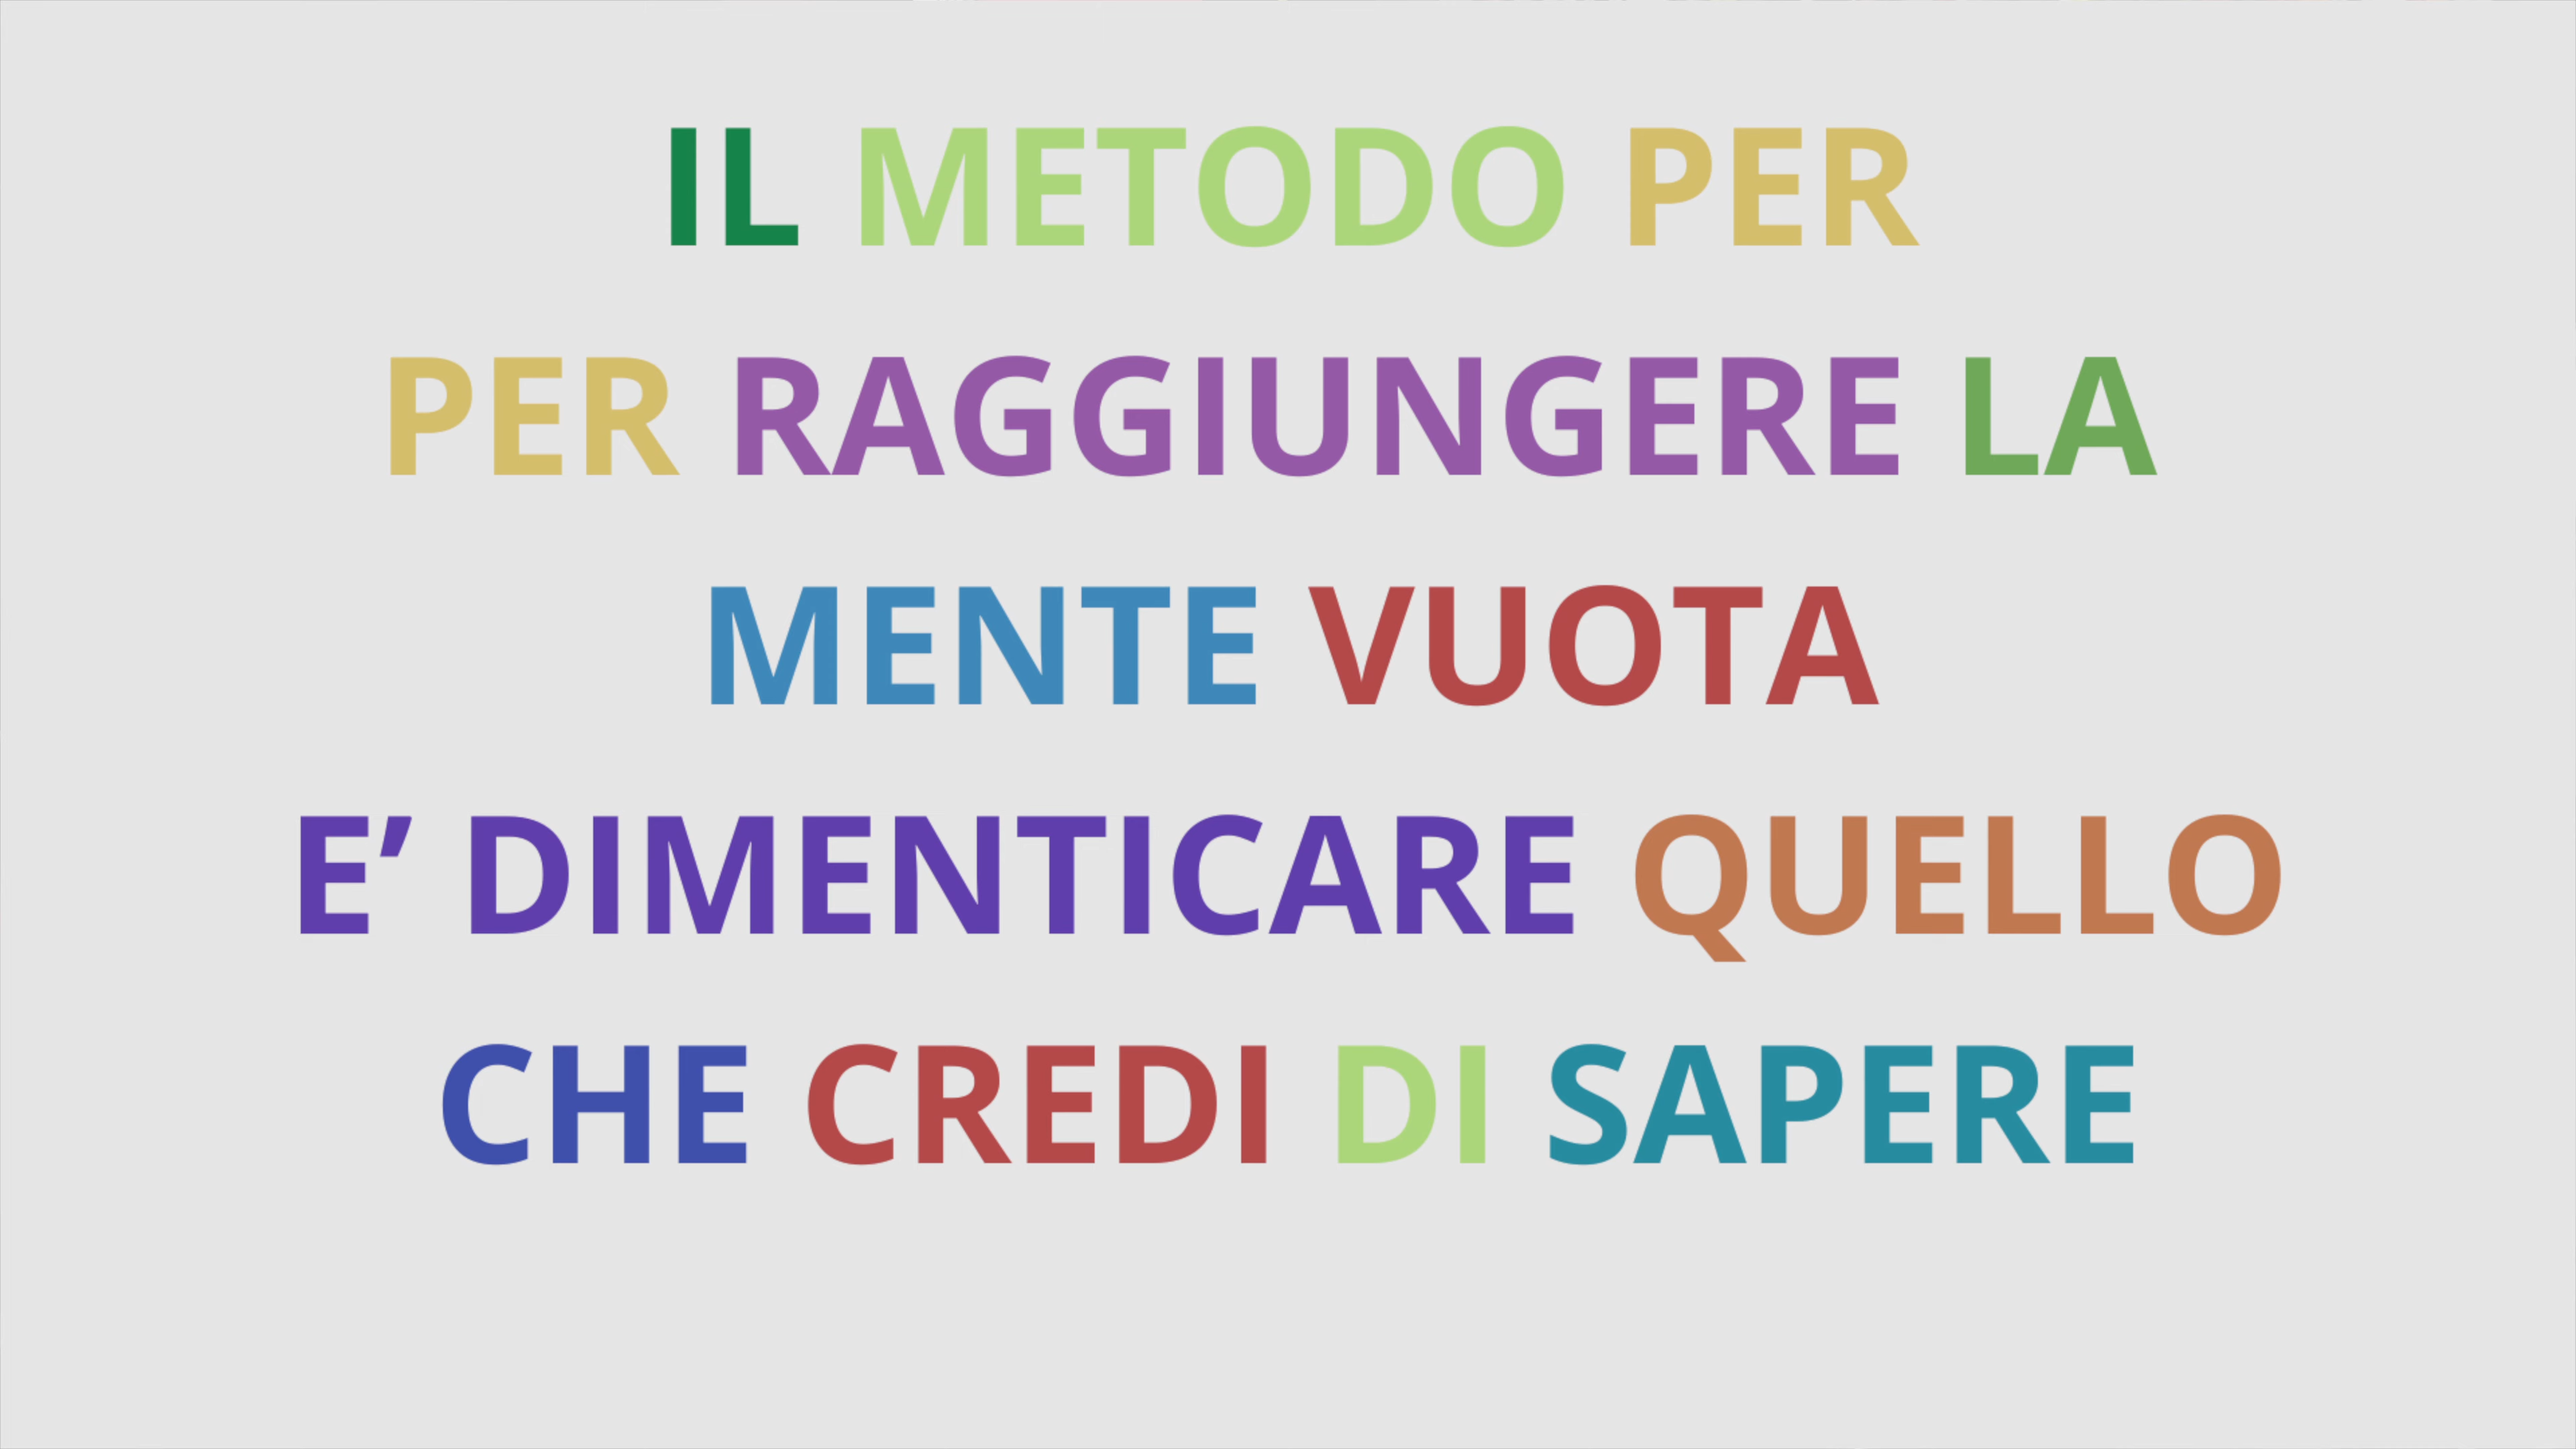 IL METODO PER
PER RAGGIUNGERE LA
MENTE VUOTA
E’ DIMENTICARE QUELLO
CHE CREDI DI SAPERE